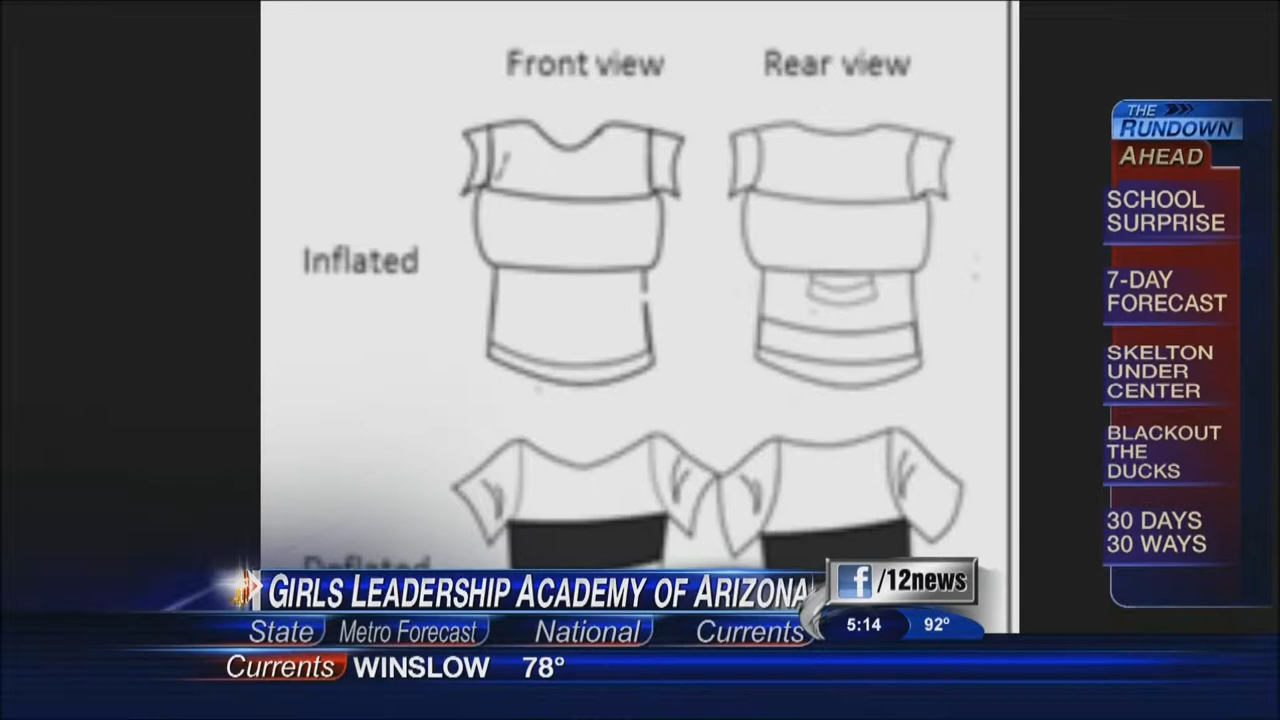 Front view
Rear view
Inflated
Deflated
THE
RUNDOWN
AHEAD
SCHOOL
SURPRISE
7-DAY
FORECAST
SKELTON
UNDER
CENTER
BLACKOUT
THE
DUCKS
30 DAYS
30 WAYS
GIRLS LEADERSHIP ACADEMY OF ARIZONA
f/12news
State
Metro Forecast
National
Currents
5:14
92°
Currents WINSLOW 78°